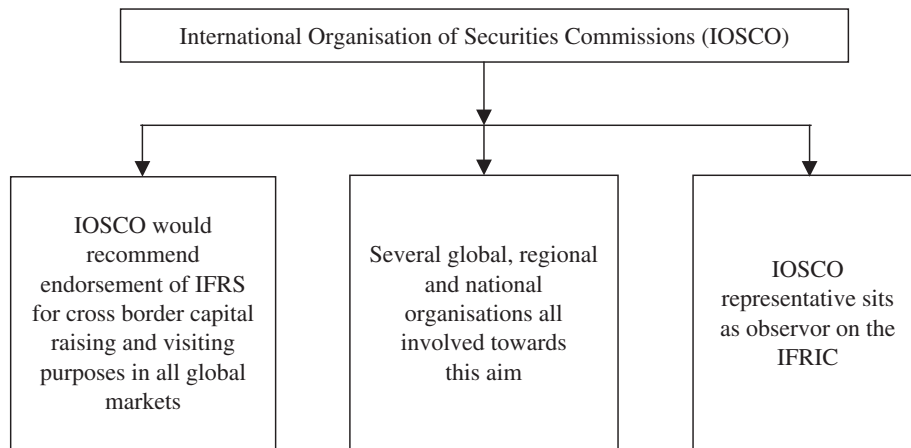 International Organisation of Securities Commissions (IOSCO)
IOSCO would
recommend
endorsement of IFRS
for cross border capital
raising and visiting
purposes in all global
markets
Several global, regional
and national
organisations all
involved towards
this aim
IOSCO
representative sits
as observor on the
IFRIC